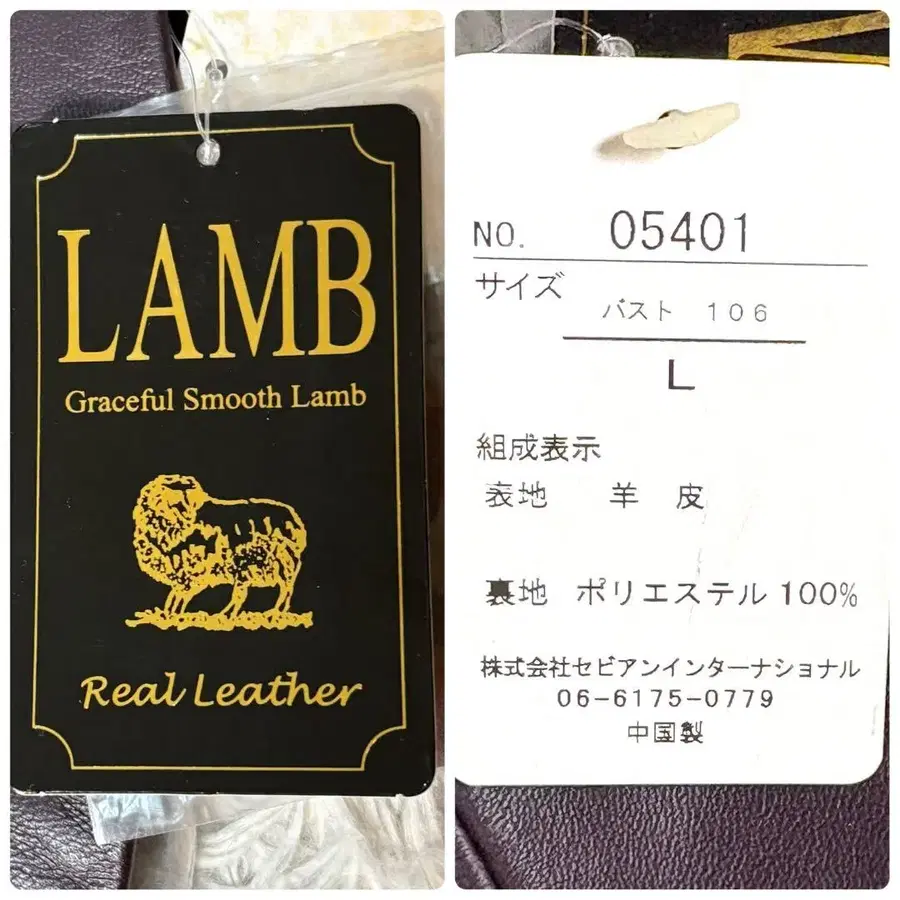 LAMB
Graceful Smooth Lamb
Real Leather
NO. 05401
サイズ
バスト 106
L
組成表示
表地 羊 皮
裏地 ポリエステル 100%
株式会社セビアンインターナショナル
06-6175-0779
中国製